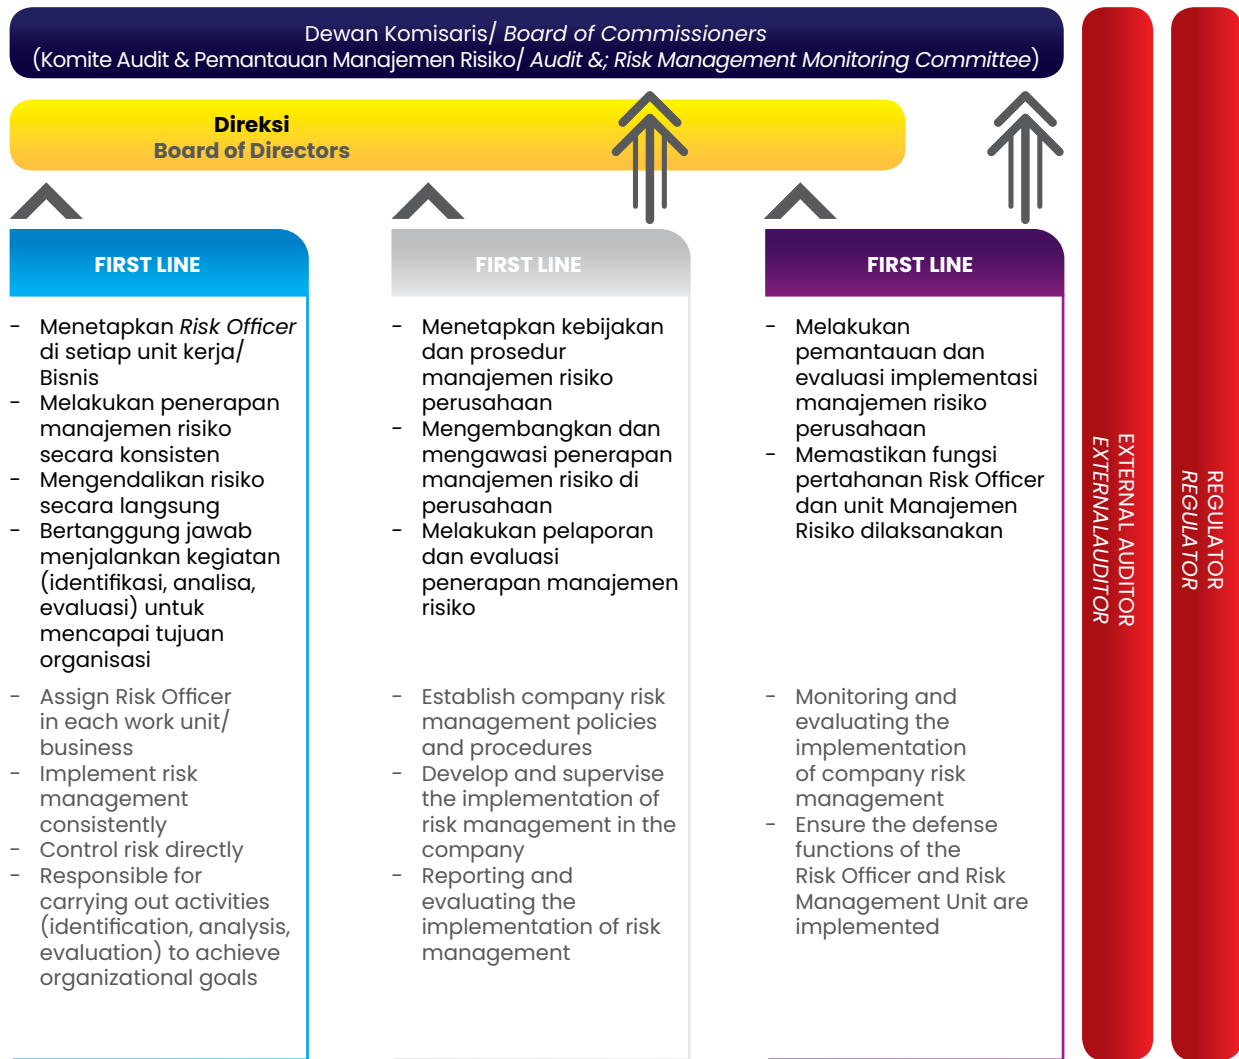 Dewan Komisaris/ Board of Commissioners
(Komite Audit & Pemantauan Manajemen Risiko/ Audit &; Risk Management Monitoring Committee)
Direksi
Board of Directors
FIRST LINE
- Menetapkan Risk Officer
di setiap unit kerja/
Bisnis
- Melakukan penerapan
manajemen risiko
secara konsisten
- Mengendalikan risiko
secara langsung
- Bertanggung jawab
menjalankan kegiatan
(identifikasi, analisa,
evaluasi) untuk
mencapai tujuan
organisasi
- Assign Risk Officer
in each work unit/
business
- Implement risk
management
consistently
- Control risk directly
- Responsible for
carrying out activities
(identification, analysis,
evaluation) to achieve
organizational goals
FIRST LINE
- Menetapkan kebijakan
dan prosedur
manajemen risiko
perusahaan
- Mengembangkan dan
mengawasi penerapan
manajemen risiko di
perusahaan
- Melakukan pelaporan
dan evaluasi
penerapan manajemen
risiko
- Establish company risk
management policies
and procedures
- Develop and supervise
the implementation of
risk management in the
company
- Reporting and
evaluating the
implementation of risk
management
FIRST LINE
- Melakukan
pemantauan dan
evaluasi implementasi
manajemen risiko
perusahaan
- Memastikan fungsi
pertahanan Risk Officer
dan unit Manajemen
Risiko dilaksanakan
- Monitoring and
evaluating the
implementation
of company risk
management
- Ensure the defense
functions of the
Risk Officer and Risk
Management Unit are
implemented
EXTERNAL AUDITOR
EXTERNALAUDITOR
REGULATOR
REGULATOR